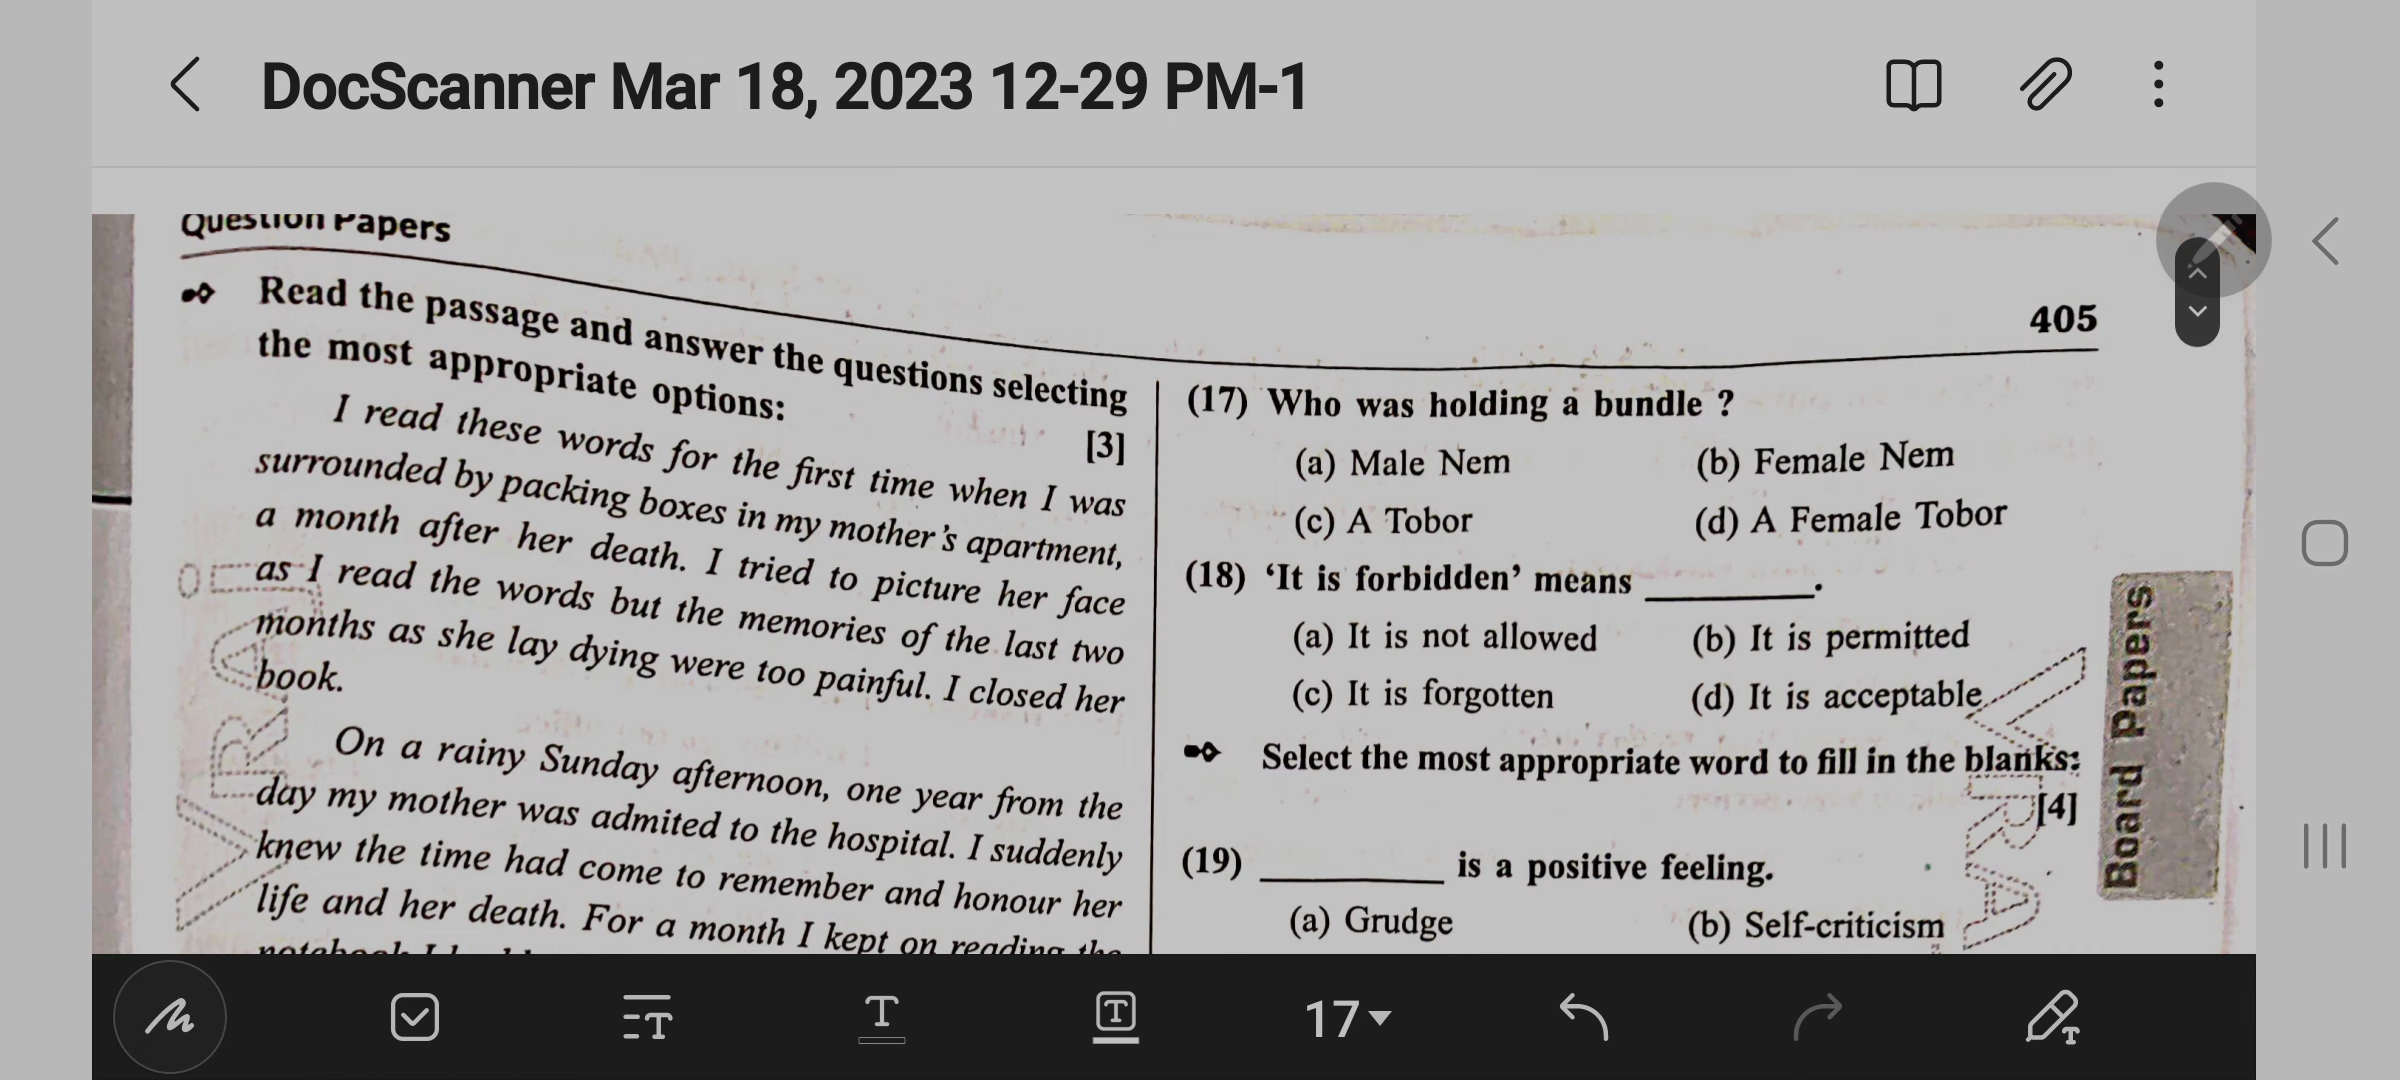 DocScanner Mar 18, 2023 12-29 PM-1
Question Papers
405
Read the passage and answer the questions selecting
the most appropriate options:
[3]
I read these words for the first time when I was
surrounded by packing boxes in my mother's apartment,
a month after her death. I tried to picture her face
as I read the words but the memories of the last two
months as she lay dying were too painful. I closed her
book.
On a rainy Sunday afternoon, one year from the
day my mother was admited to the hospital. I suddenly
knew the time had come to remember and honour her
life and her death. For a month I kept on reading the
notebook I
(17) Who was holding a bundle ?
(a) Male Nem (b) Female Nem
(c) A Tobor (d) A Female Tobor
(18) ‘It is forbidden’ means ________.
(a) It is not allowed (b) It is permitted
(c) It is forgotten (d) It is acceptable
Select the most appropriate word to fill in the blanks:
[4]
(19) ________ is a positive feeling.
(a) Grudge (b) Self-criticism
Board Papers
17